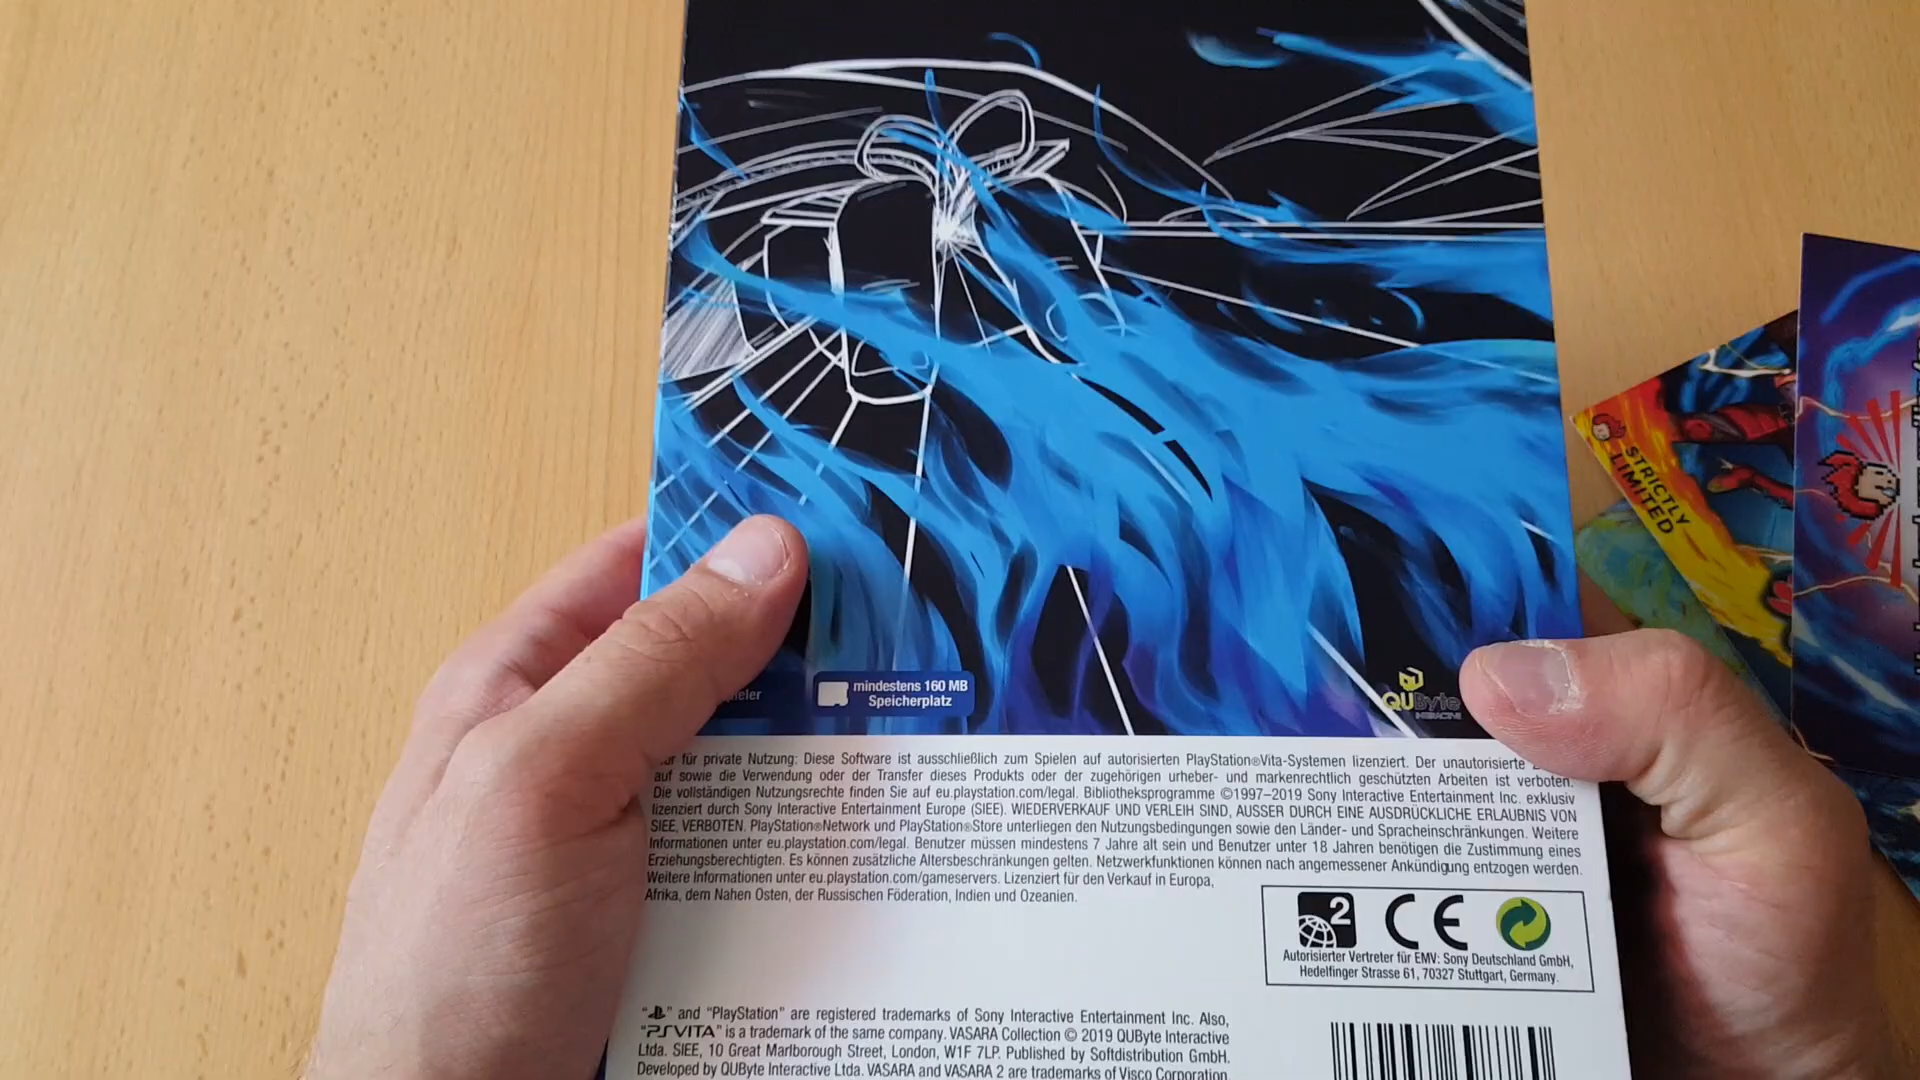 STRICTLY
LIMITED
mindestens 160 MB
Speicherplatz
QUByte
INTERACTIVE
für private Nutzung: Diese Software ist ausschließlich zum Spielen auf autorisierten PlayStation®Vita-Systemen lizenziert. Der unautorisierte
auf sowie die Verwendung oder der Transfer dieses Produkts oder der zugehörigen urheber- und markenrechtlich geschützten Arbeiten ist verboten.
Die vollständigen Nutzungsrechte finden Sie auf eu.playstation.com/legal. Bibliotheksprogramme ©1997–2019 Sony Interactive Entertainment Inc. exklusiv
lizenziert durch Sony Interactive Entertainment Europe (SIEE). WIEDERVERKAUF UND VERLEIH SIND, AUSSER DURCH EINE AUSDRÜCKLICHE ERLAUBNIS VON
SIEE, VERBOTEN. PlayStation®Network und PlayStation®Store unterliegen den Nutzungsbedingungen sowie den Länder- und Spracheinschränkungen. Weitere
Informationen unter eu.playstation.com/legal. Benutzer müssen mindestens 7 Jahre alt sein und Benutzer unter 18 Jahren benötigen die Zustimmung eines
Erziehungsberechtigten. Es können zusätzliche Altersbeschränkungen gelten. Netzwerkfunktionen können nach angemessener Ankündigung entzogen werden.
Weitere Informationen unter eu.playstation.com/gameservers. Lizenziert für den Verkauf in Europa,
Afrika, dem Nahen Osten, der Russischen Föderation, Indien und Ozeanien.
2
CE
Autorisierter Vertreter für EMV: Sony Deutschland GmbH,
Hedelfinger Strasse 61, 70327 Stuttgart, Germany.
"PS" and "PlayStation" are registered trademarks of Sony Interactive Entertainment Inc. Also,
"PSVITA" is a trademark of the same company. VASARA Collection © 2019 QUByte Interactive
Ltda. SIEE, 10 Great Marlborough Street, London, W1F 7LP. Published by Softdistribution GmbH.
Developed by QUByte Interactive Ltda. VASARA and VASARA 2 are trademarks of Visco Corporation.